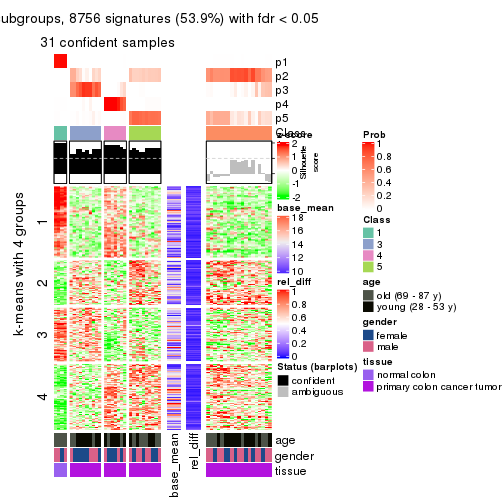 ubgroups, 8756 signatures (53.9%) with fdr < 0.05
31 confident samples
p1
p2
p3
p4
p5
Class
1
2
3
4
k-means with 4 groups
base_mean
rel_diff
age
gender
tissue
z-score
2
1
0
-1
-2
Silhouette
score
base_mean
18
16
14
12
10
rel_diff
1
0.8
0.6
0.4
0.2
0
Status (barplots)
confident
ambiguous
Prob
1
0.8
0.6
0.4
0.2
0
Class
1
3
4
5
age
old (69 - 87 y)
young (28 - 53 y)
gender
female
male
tissue
normal colon
primary colon cancer tumor